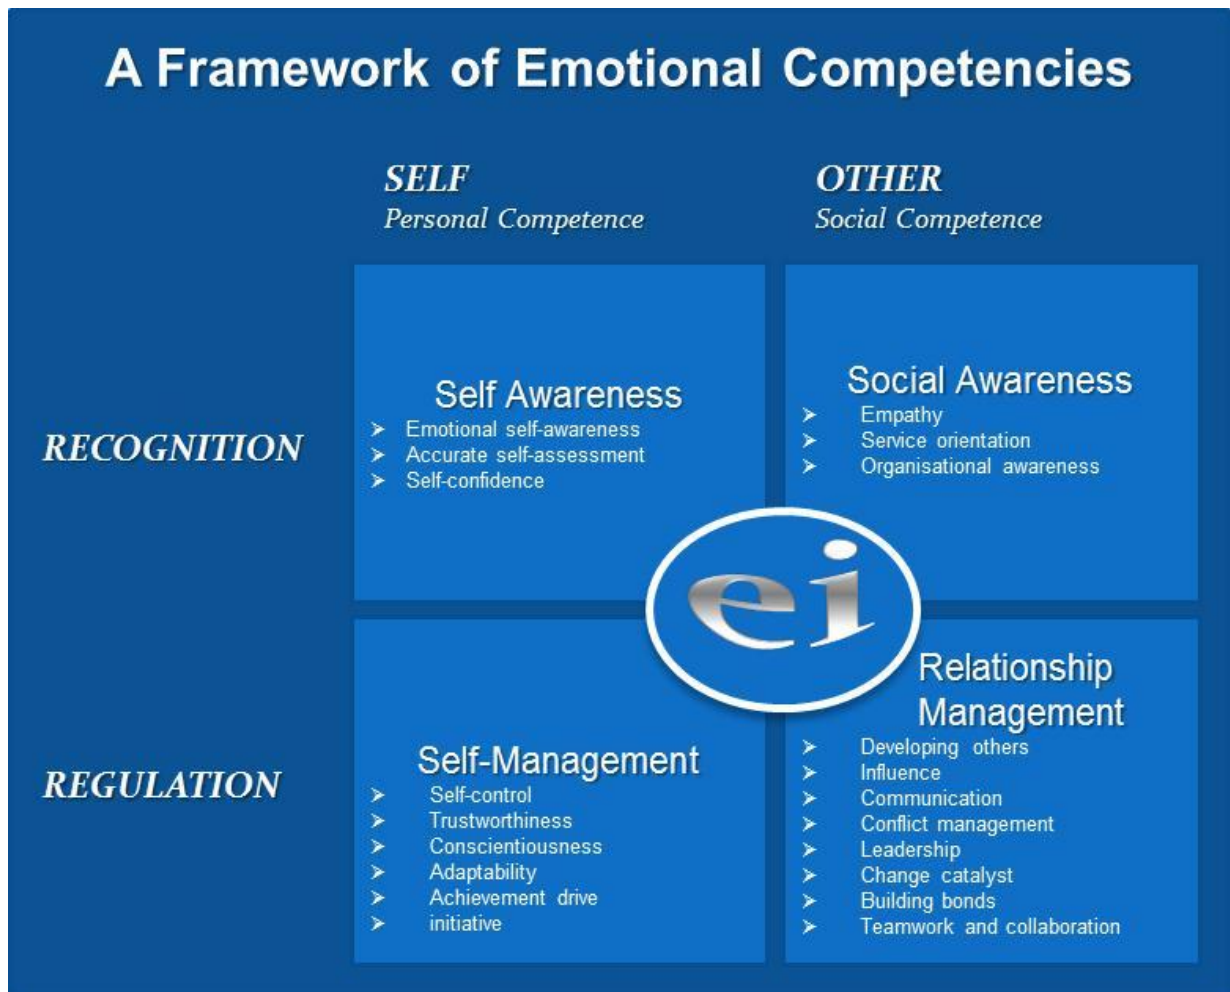 A Framework of Emotional Competencies
SELF
Personal Competence
OTHER
Social Competence
RECOGNITION
Self Awareness
➢ Emotional self-awareness
➢ Accurate self-assessment
➢ Self-confidence
Social Awareness
➢ Empathy
➢ Service orientation
➢ Organisational awareness
ei
REGULATION
Self-Management
➢ Self-control
➢ Trustworthiness
➢ Conscientiousness
➢ Adaptability
➢ Achievement drive
➢ initiative
Relationship
Management
➢ Developing others
➢ Influence
➢ Communication
➢ Conflict management
➢ Leadership
➢ Change catalyst
➢ Building bonds
➢ Teamwork and collaboration